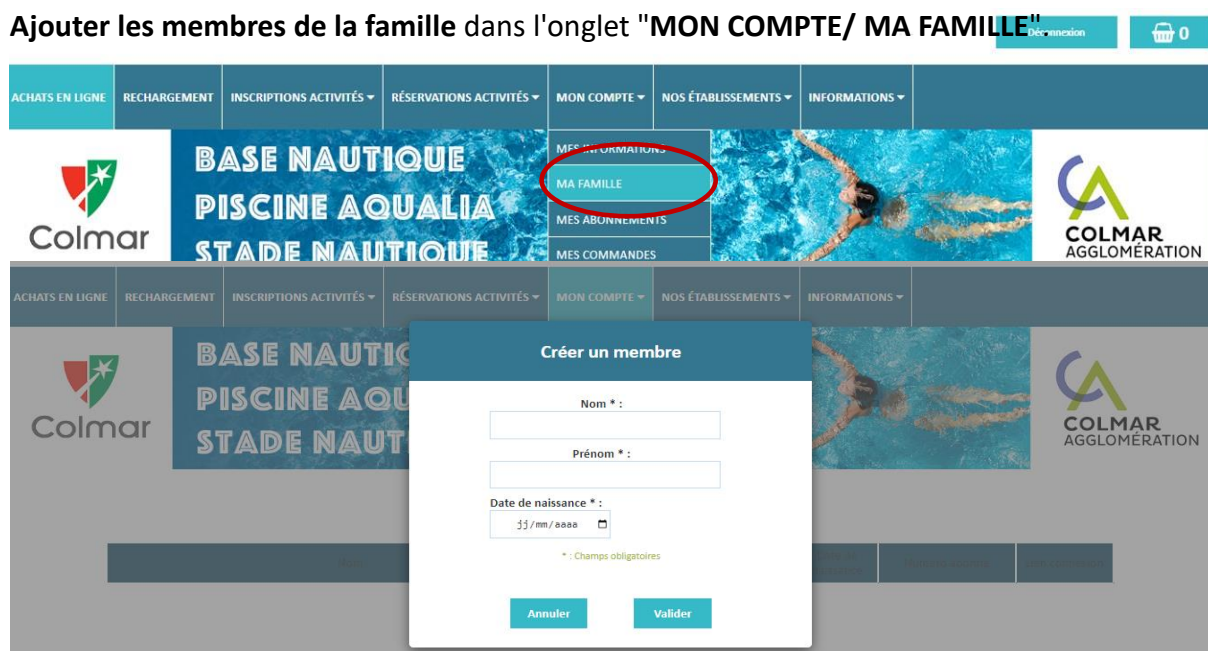 Ajouter les membres de la famille dans l'onglet "MON COMPTE/ MA FAMILLE".
Déconnexion 0
ACHATS EN LIGNE RECHARGEMENT INSCRIPTIONS ACTIVITÉS RÉSERVATIONS ACTIVITÉS MON COMPTE NOS ÉTABLISSEMENTS INFORMATIONS
MES INFORMATIONS
MA FAMILLE
MES ABONNEMENTS
MES COMMANDES
BASE NAUTIQUE
PISCINE AQUALIA
STADE NAUTIQUE
Colmar
COLMAR
AGGLOMÉRATION
ACHATS EN LIGNE RECHARGEMENT INSCRIPTIONS ACTIVITÉS RÉSERVATIONS ACTIVITÉS MON COMPTE NOS ÉTABLISSEMENTS INFORMATIONS
BASE NAUTIQ
PISCINE AQU
STADE NAUT
Colmar
COLMAR
AGGLOMÉRATION
Créer un membre
Nom * :
Prénom * :
Date de naissance * :
jj/mm/aaaa
* : Champs obligatoires
Annuler Valider